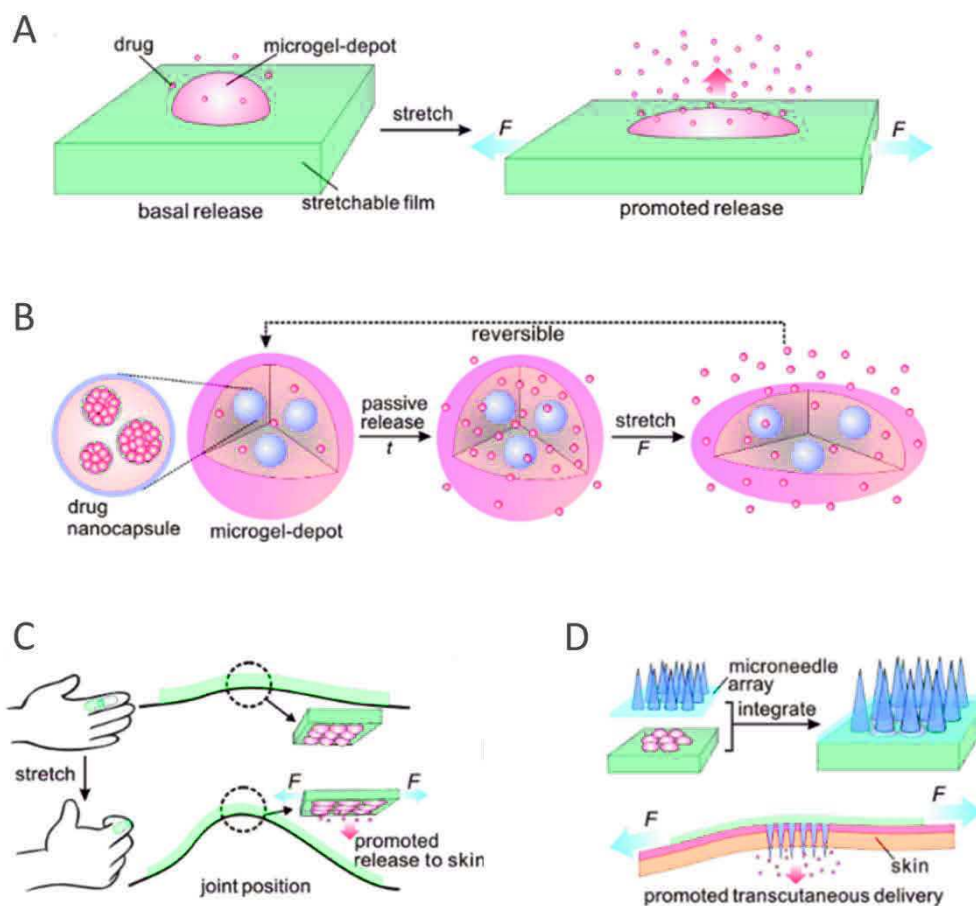 A
drug
microgel-depot
stretch
F
F
basal release
stretchable film
promoted release
B
reversible
passive
release
t
stretch
F
drug
nanocapsule
microgel-depot
C
stretch
F
F
promoted
release to skin
joint position
D
microneedle
array
integrate
F
F
skin
promoted transcutaneous delivery